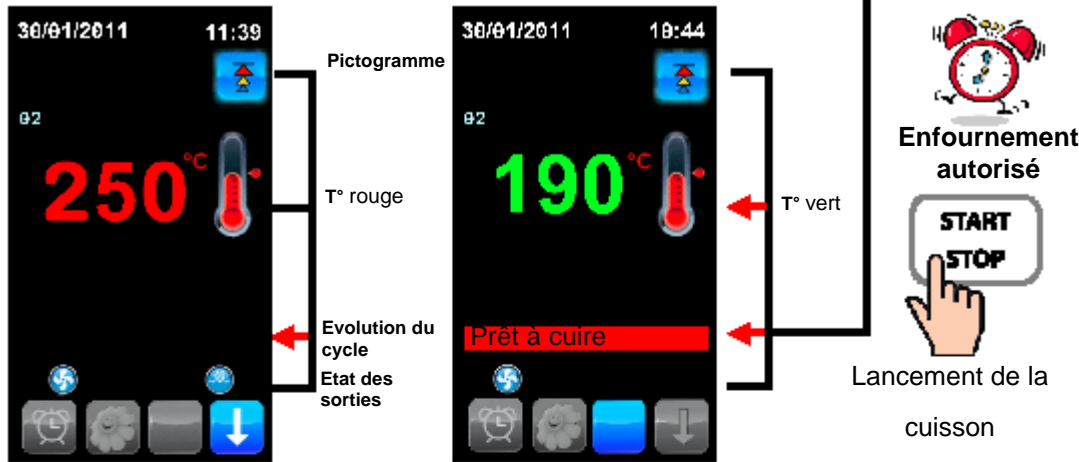 30/01/2011 11:39
02
250 °C
Pictogramme
T° rouge
Evolution du
cycle
Etat des
sorties
30/01/2011 10:44
02
190 °C
Prêt à cuire
T° vert
Enfournement
autorisé
START
STOP
Lancement de la
cuisson